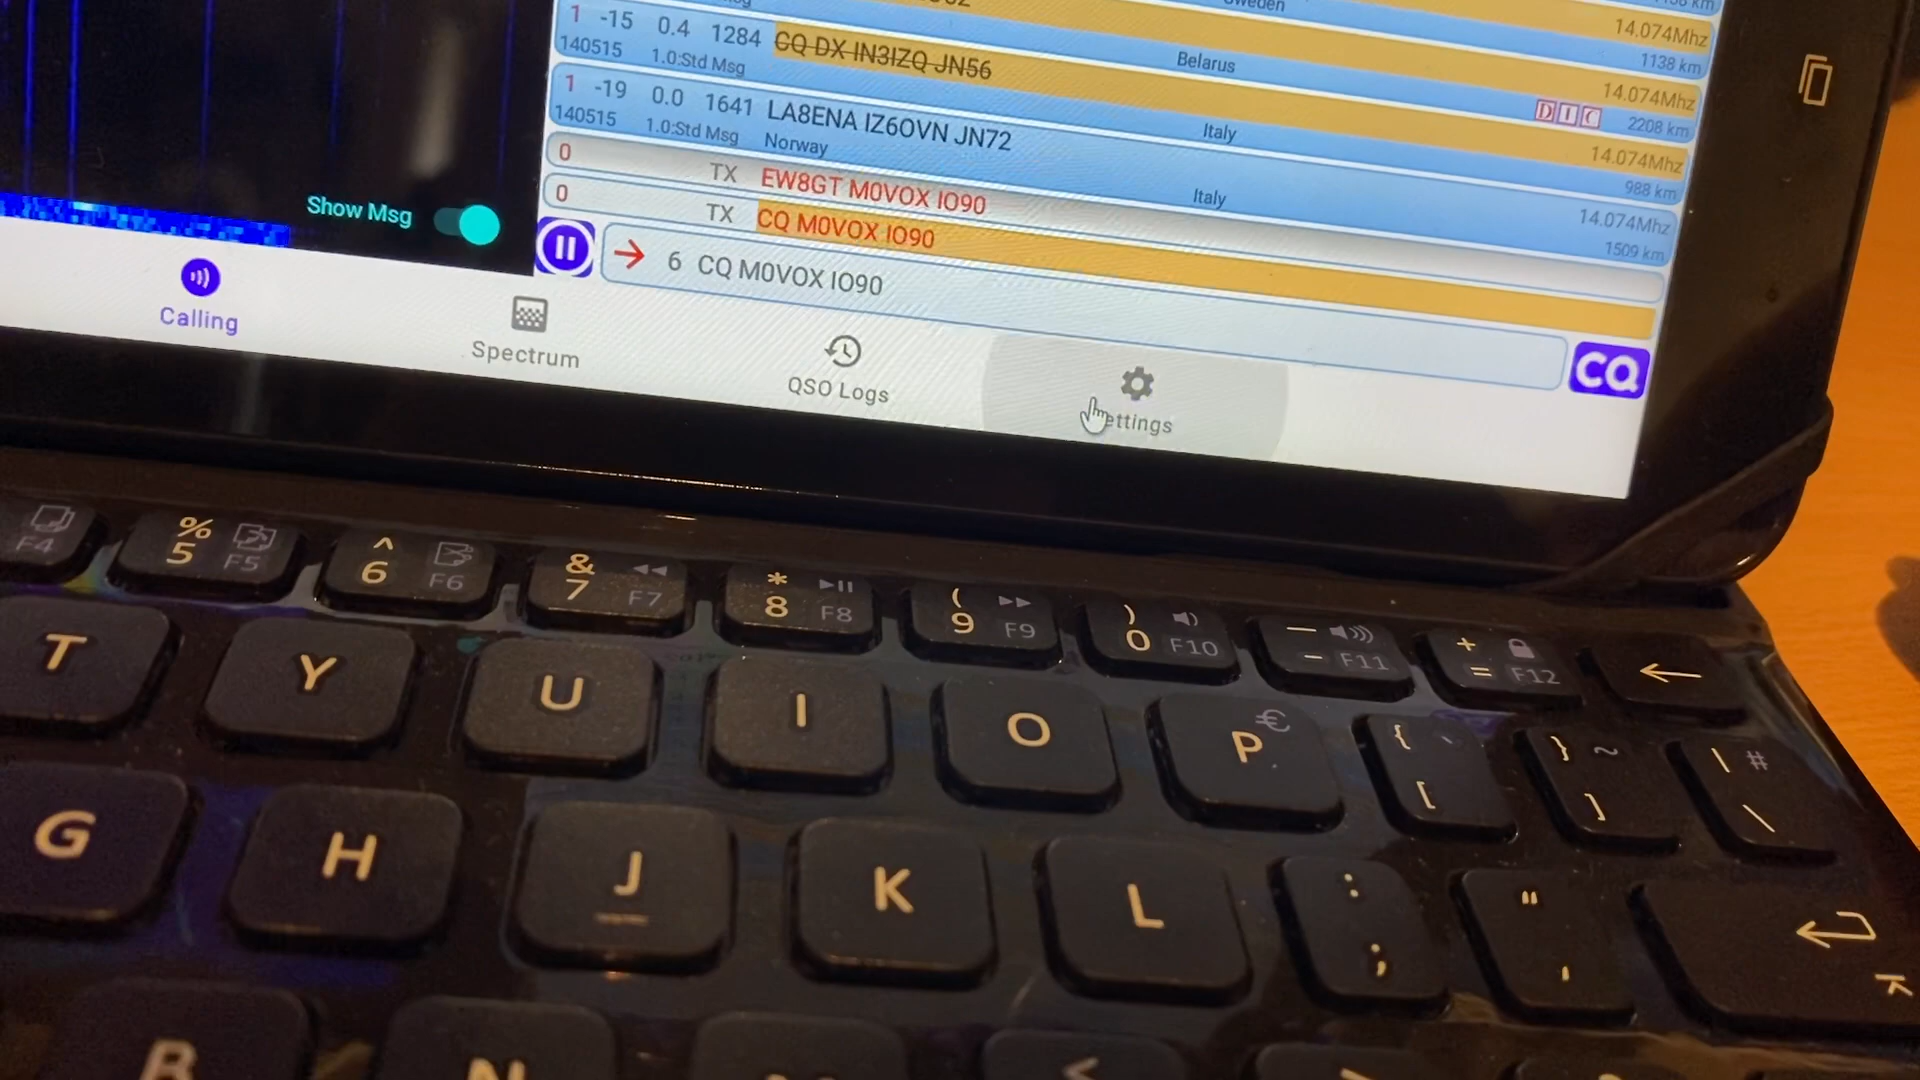 Sweden
14.074Mhz
1 -15 0.4 1284 CQ DX IN3IZQ JN56
140515 1.0:Std Msg Belarus 1138 km
14.074Mhz
1 -19 0.0 1641 LA8ENA IZ6OVN JN72 DIC 2208 km
140515 1.0:Std Msg Norway Italy
14.074Mhz
988 km
0 TX EW8GT M0VOX IO90 Italy
14.074Mhz
1509 km
0 TX CQ M0VOX IO90
6 CQ M0VOX IO90
CQ
Show Msg
Calling
Spectrum
QSO Logs
ettings
F4 % 5 F5 ^ 6 F6 & 7 F7 * 8 F8 ( 9 F9 ) 0 F10 — - F11 + = F12
T Y U I O P € { [ } ~ ] | # \
G H J K L : ; " '
B N < >